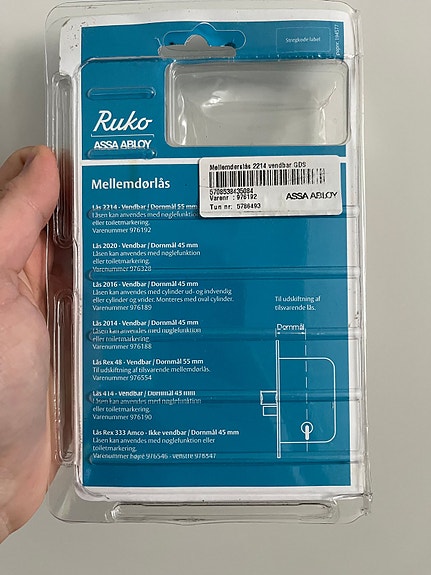 Stregkode label
Ruko
ASSA ABLOY
Mellemdørslås 2214 vendbar GDS
5708538435084
Varenr : 976192
ASSA ABLOY
Tun nr: 5786493
Mellemdørlås
Lås 2214 - Vendbar / Dornmål 55 mm
Låsen kan anvendes med nøglefunktion
eller toiletmarkering.
Varenummer 976192
Lås 2020 - Vendbar / Dornmål 45 mm
Låsen kan anvendes med nøglefunktion
eller toiletmarkering.
Varenummer 976328
Lås 2016 - Vendbar / Dornmål 45 mm
Låsen kan anvendes med cylinder ud- og indvendig
eller cylinder og vrider. Monteres med oval cylinder.
Varenummer 976189
Lås 2014 - Vendbar / Dornmål 45 mm
Låsen kan anvendes med nøglefunktion
eller toiletmarkering
Varenummer 976188
Lås Rex 48 - Vendbar / Dornmål 55 mm
Til udskiftning af tilsvarende mellemdørlås.
Varenummer 976554
Lås 414 - Vendbar / Dornmål 45 mm
Låsen kan anvendes med nøglefunktion
eller toiletmarkering.
Varenummer 976190
Lås Rex 333 Amco - Ikke vendbar / Dornmål 45 mm
Låsen kan anvendes med nøglefunktion eller
toiletmarkering.
Varenummer højre 976546 - venstre 976547
Til udskiftning af
tilsvarende lås.
Dornmål